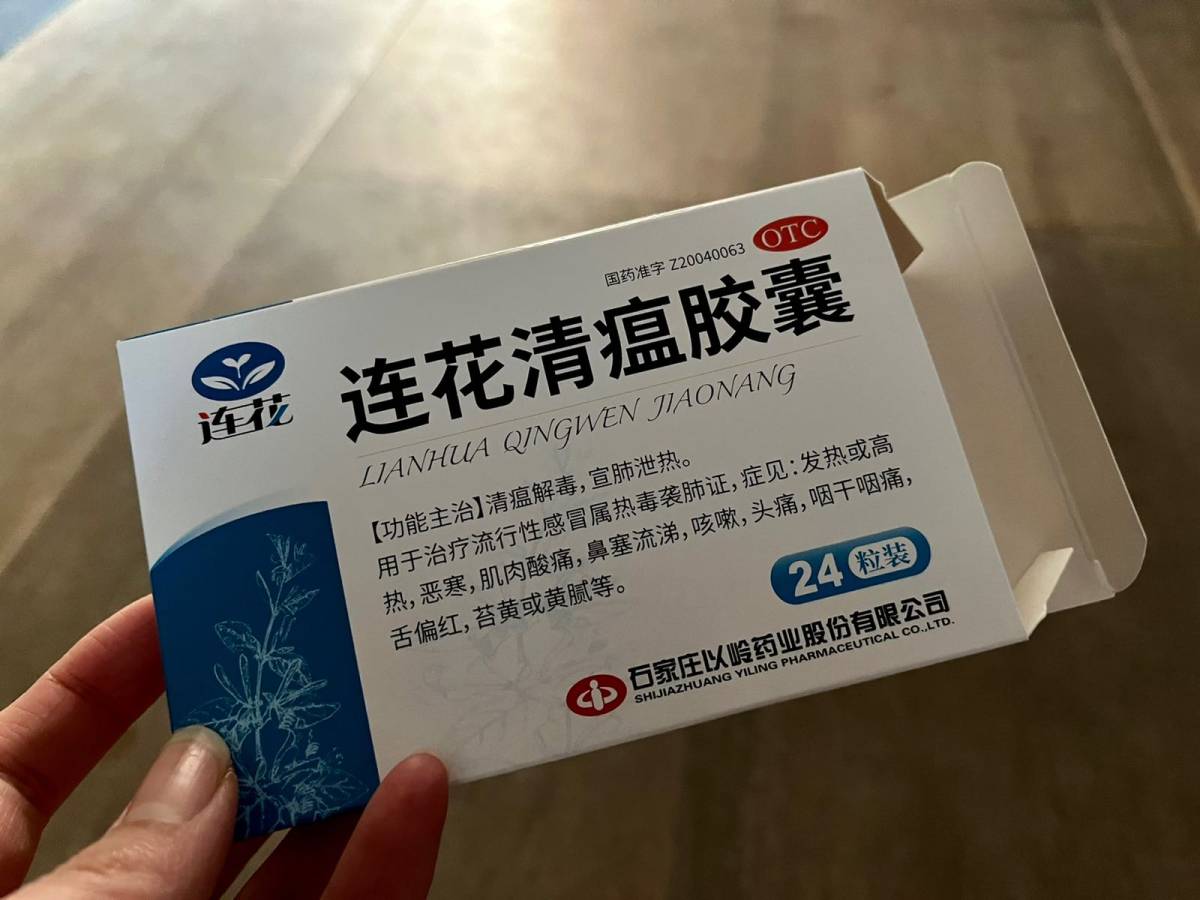 国药准字 Z20040063
OTC
连花
连花清瘟胶囊
LIANHUA QINGWEN JIAONANG
【功能主治】清瘟解毒，宣肺泄热。
用于治疗流行性感冒属热毒袭肺证，症见：发热或高
热，恶寒，肌肉酸痛，鼻塞流涕，咳嗽，头痛，咽干咽痛，
舌偏红，苔黄或黄腻等。
24粒装
石家庄以岭药业股份有限公司
SHIJIAZHUANG YILING PHARMACEUTICAL CO.,LTD.